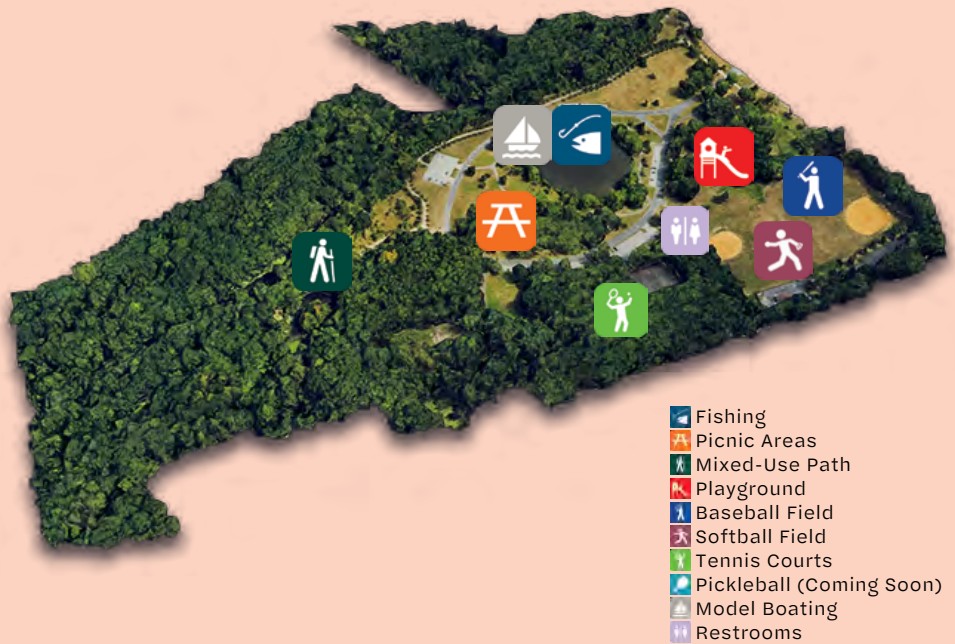 Fishing
Picnic Areas
Mixed-Use Path
Playground
Baseball Field
Softball Field
Tennis Courts
Pickleball (Coming Soon)
Model Boating
Restrooms